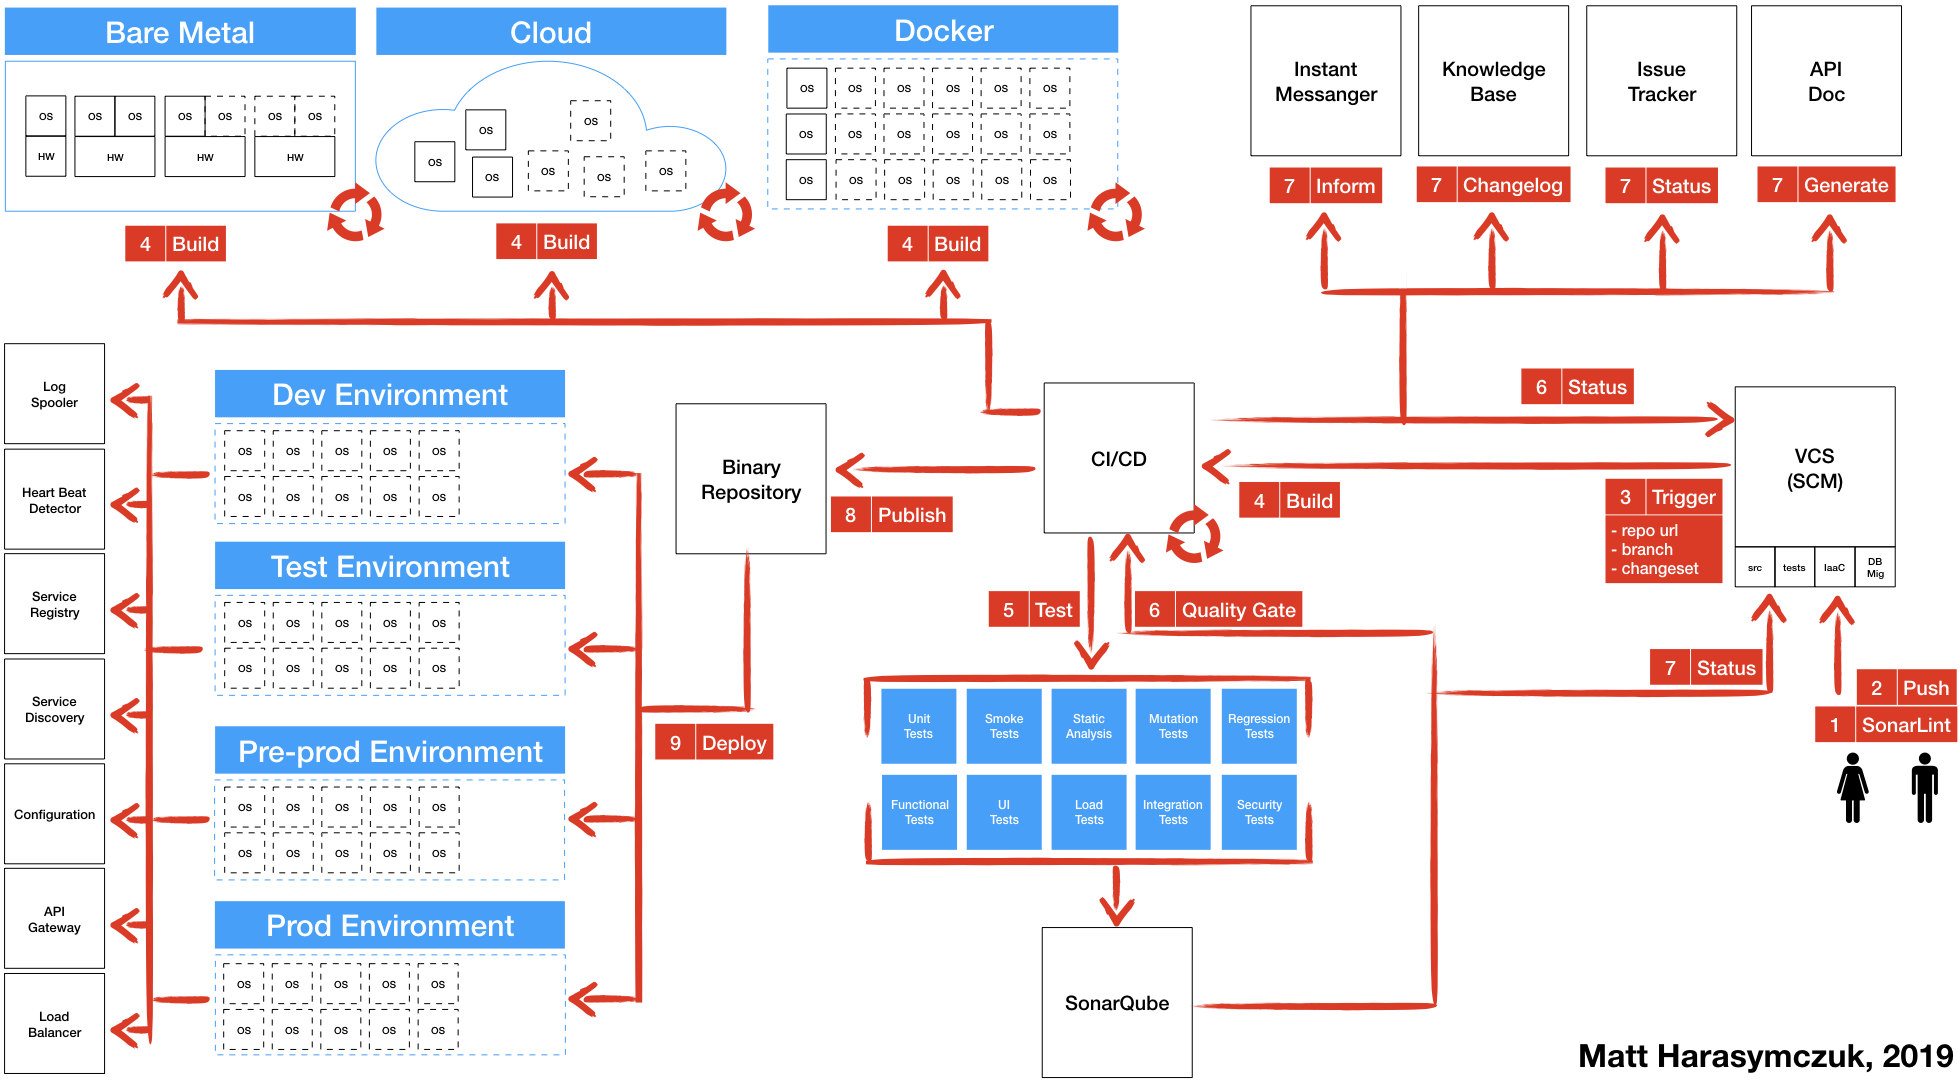 Bare Metal
OS OS OS OS OS OS OS
HW HW HW HW
4 Build
Cloud
OS
OS
OS
OS
OS
OS
OS
4 Build
Docker
OS OS OS OS OS OS
OS OS OS OS OS OS
OS OS OS OS OS OS
4 Build
Instant
Messanger
7 Inform
Knowledge
Base
7 Changelog
Issue
Tracker
7 Status
API
Doc
7 Generate
Log
Spooler
Heart Beat
Detector
Service
Registry
Service
Discovery
Configuration
API
Gateway
Load
Balancer
Dev Environment
OS OS OS OS OS
OS OS OS OS OS
Test Environment
OS OS OS OS OS
OS OS OS OS OS
Pre-prod Environment
OS OS OS OS OS
OS OS OS OS OS
Prod Environment
OS OS OS OS OS
OS OS OS OS OS
Binary
Repository
8 Publish
9 Deploy
CI/CD
6 Status
4 Build
3 Trigger
- repo url
- branch
- changeset
VCS
(SCM)
src
tests
IaaC
DB
Mig
5 Test
6 Quality Gate
7 Status
2 Push
1 SonarLint
Unit
Tests
Smoke
Tests
Static
Analysis
Mutation
Tests
Regression
Tests
Functional
Tests
UI
Tests
Load
Tests
Integration
Tests
Security
Tests
SonarQube
Matt Harasymczuk, 2019